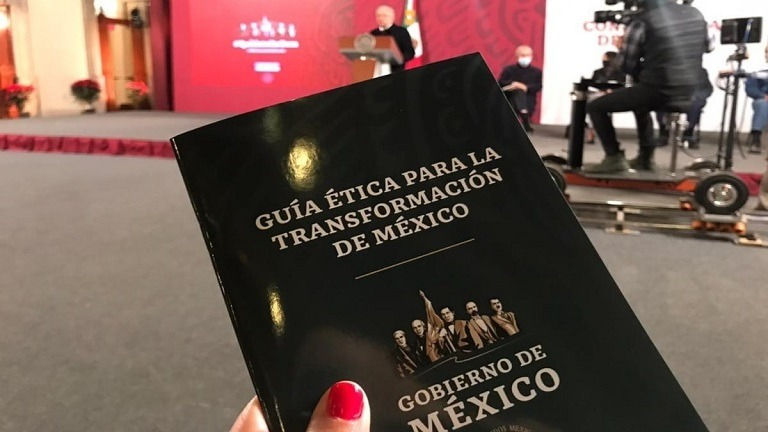 GUÍA ÉTICA PARA LA
TRANSFORMACIÓN
DE MÉXICO
GOBIERNO DE
MÉXICO